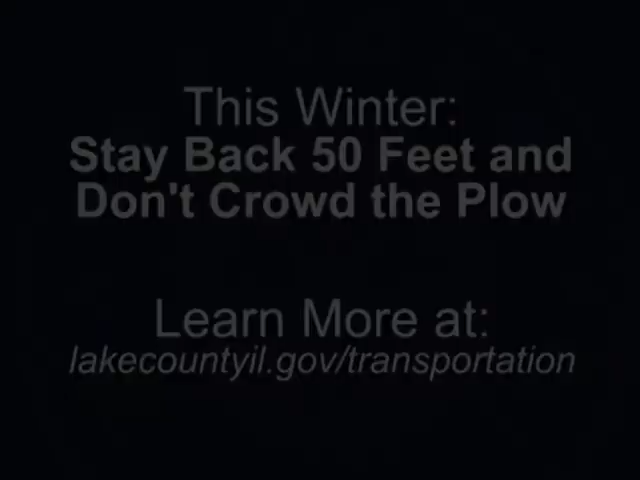 This Winter:
Stay Back 50 Feet and
Don't Crowd the Plow
Learn More at:
lakecountyil.gov/transportation